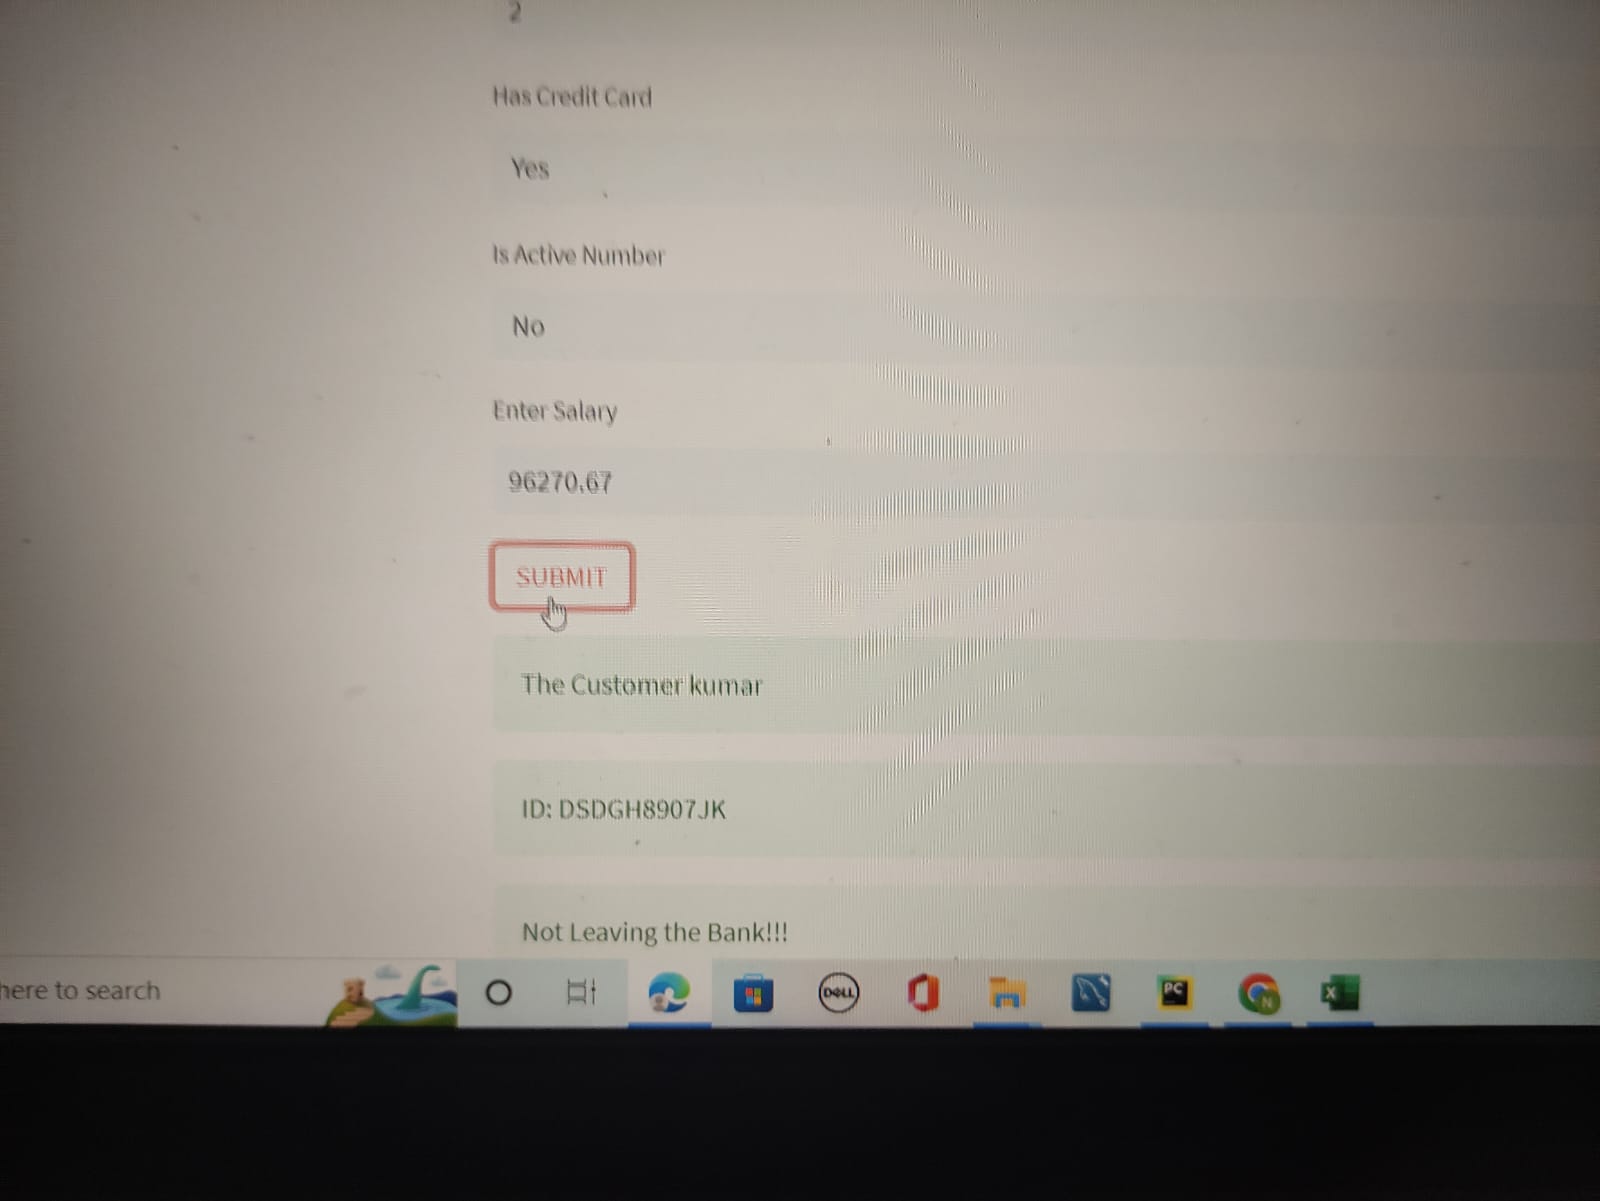 2
Has Credit Card
Yes
Is Active Number
No
Enter Salary
96270.67
SUBMIT
The Customer kumar
ID: DSDGH8907JK
Not Leaving the Bank!!!
here to search
DELL
PC
N
X